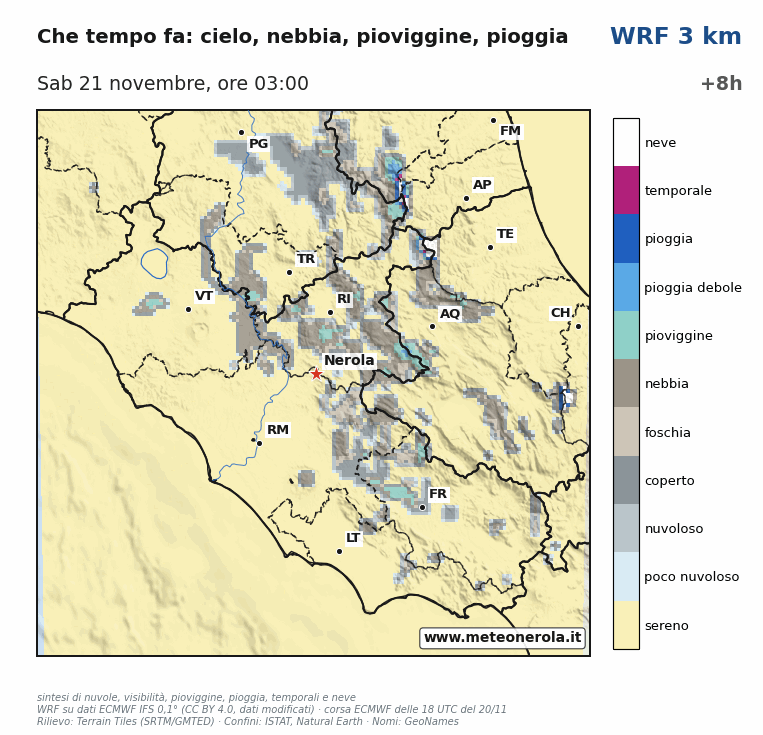 Che tempo fa: cielo, nebbia, pioviggine, pioggia
WRF 3 km
Sab 21 novembre, ore 03:00
+8h
FM
PG
AP
TE
TR
VT
RI
AQ
CH
Nerola
RM
FR
LT
www.meteonerola.it
neve
temporale
pioggia
pioggia debole
pioviggine
nebbia
foschia
coperto
nuvoloso
poco nuvoloso
sereno
sintesi di nuvole, visibilità, pioviggine, pioggia, temporali e neve
WRF su dati ECMWF IFS 0,1° (CC BY 4.0, dati modificati) · corsa ECMWF delle 18 UTC del 20/11
Rilievo: Terrain Tiles (SRTM/GMTED) · Confini: ISTAT, Natural Earth · Nomi: GeoNames